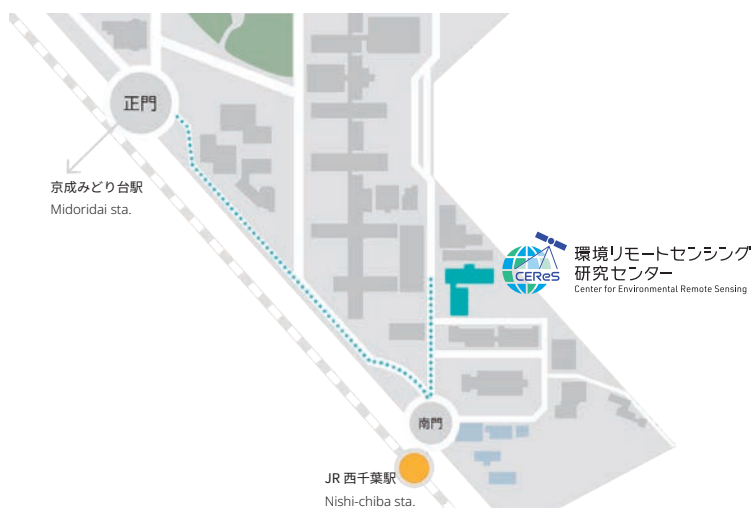 正門
京成みどり台駅
Midoridai sta.
CEReS
環境リモートセンシング
研究センター
Center for Environmental Remote Sensing
南門
JR 西千葉駅
Nishi-chiba sta.